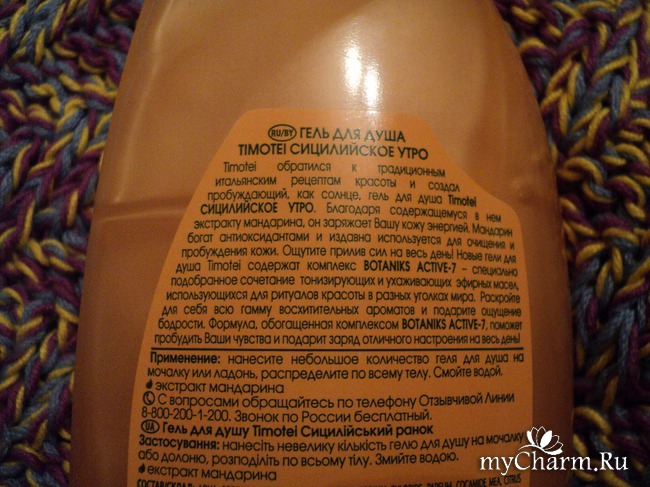 RU/BY ГЕЛЬ ДЛЯ ДУША
TIMOTEI СИЦИЛИЙСКОЕ УТРО
Timotei обратился к традиционным
итальянским рецептам красоты и создал
пробуждающий, как солнце, гель для душа Timotei
СИЦИЛИЙСКОЕ УТРО. Благодаря содержащемуся в нем
экстракту мандарина, он заряжает Вашу кожу энергией. Мандарин
богат антиоксидантами и издавна используется для очищения и
пробуждения кожи. Ощутите прилив сил на весь день! Новые гели для
душа Timotei содержат комплекс BOTANIKS ACTIVE-7 – специально
подобранное сочетание тонизирующих и ухаживающих эфирных масел,
использующихся для ритуалов красоты в разных уголках мира. Раскройте
для себя всю гамму восхитительных ароматов и подарите ощущение
бодрости. Формула, обогащенная комплексом BOTANIKS ACTIVE-7, поможет
пробудить Ваши чувства и подарит заряд отличного настроения на весь день!
Применение: нанесите небольшое количество геля для душа на
мочалку или ладонь, распределите по всему телу. Смойте водой.
экстракт мандарина
С вопросами обращайтесь по телефону Отзывчивой Линии
8-800-200-1-200. Звонок по России бесплатный.
UA Гель для душу Timotei Сицилійський ранок
Застосування: нанесіть невелику кількість гелю для душу на мочалку
або долоню, розподіліть по всьому тілу. Змийте водою.
экстракт мандарина
PARFUM, COCAMIDE MEA, CITRUS
myCharm.Ru